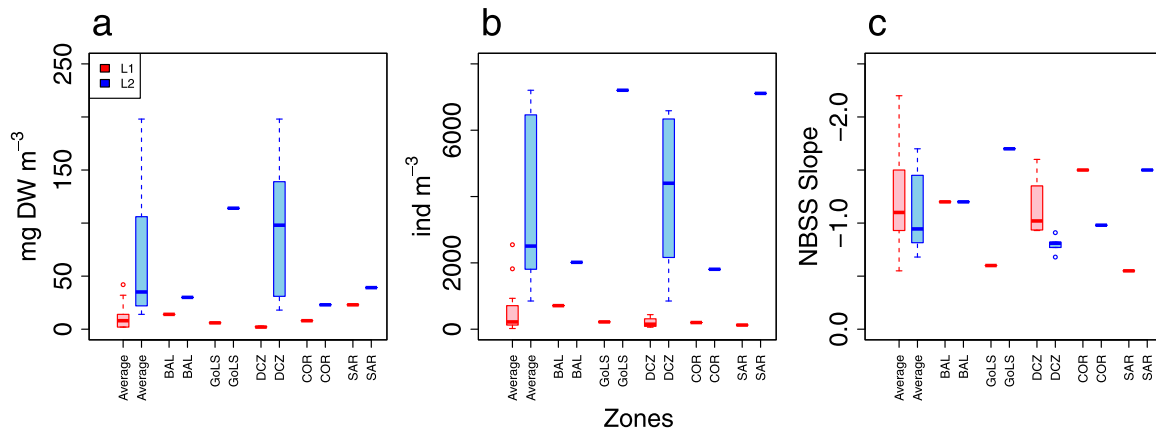 a
250
150
50
0
mg DW m−3
L1
L2
Average
Average
BAL
BAL
GoLS
GoLS
DCZ
DCZ
COR
COR
SAR
SAR
b
6000
2000
0
ind m−3
Average
Average
BAL
BAL
GoLS
GoLS
DCZ
DCZ
COR
COR
SAR
SAR
Zones
c
−2.0
−1.0
0.0
NBSS Slope
Average
Average
BAL
BAL
GoLS
GoLS
DCZ
DCZ
COR
COR
SAR
SAR